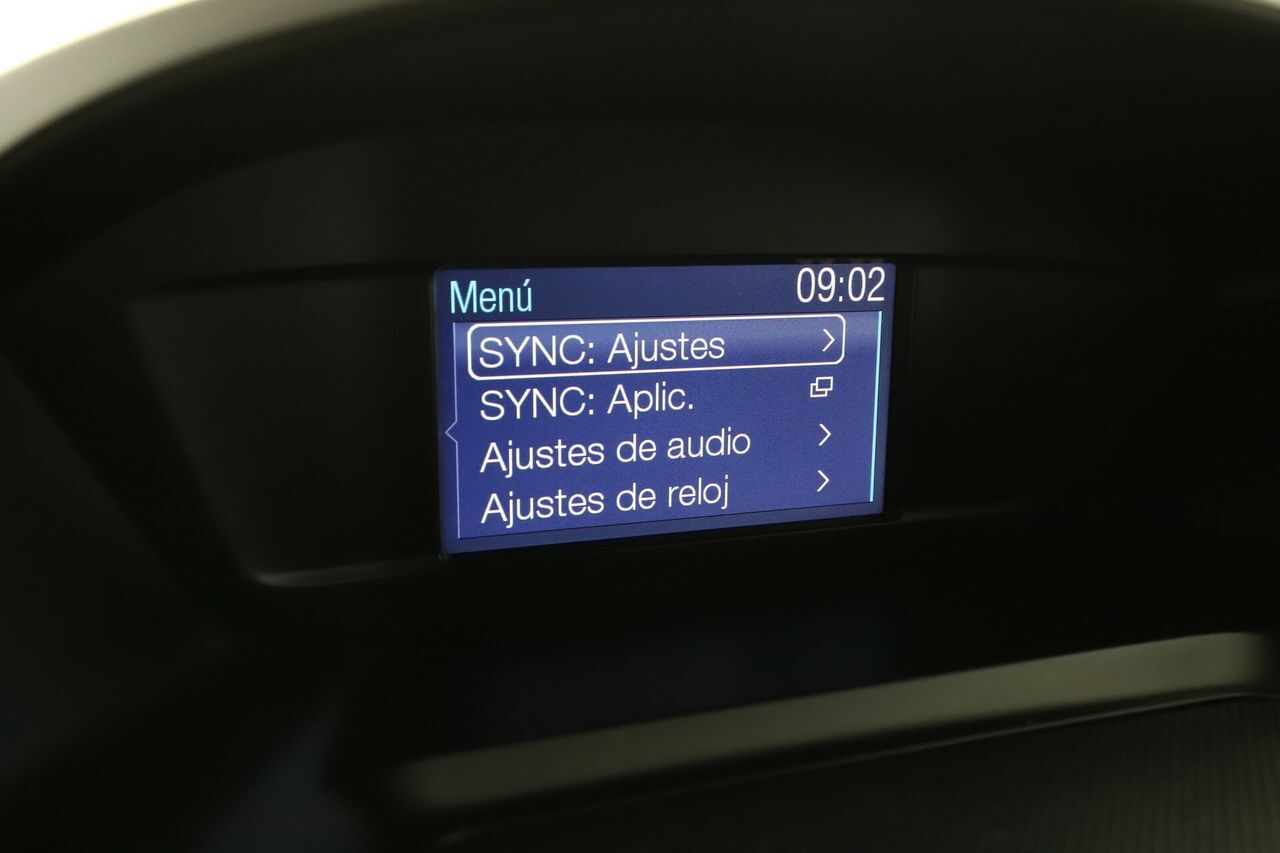 Menú 09:02
SYNC: Ajustes
SYNC: Aplic.
Ajustes de audio
Ajustes de reloj